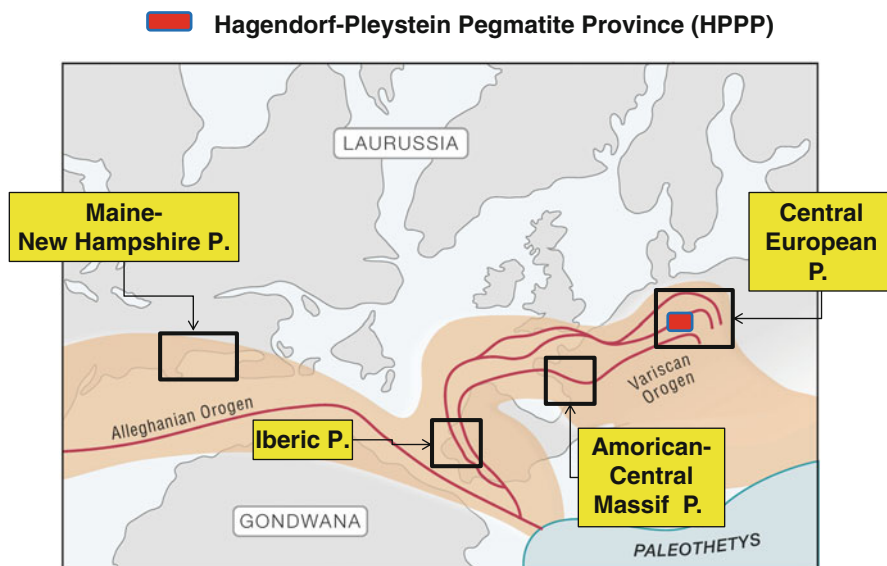 Hagendorf-Pleystein Pegmatite Province (HPPP)
LAURUSSIA
Maine-
New Hampshire P.
Central
European
P.
Variscan
Orogen
Alleghanian Orogen
Iberic P.
Amorican-
Central
Massif P.
GONDWANA
PALEOTHETYS